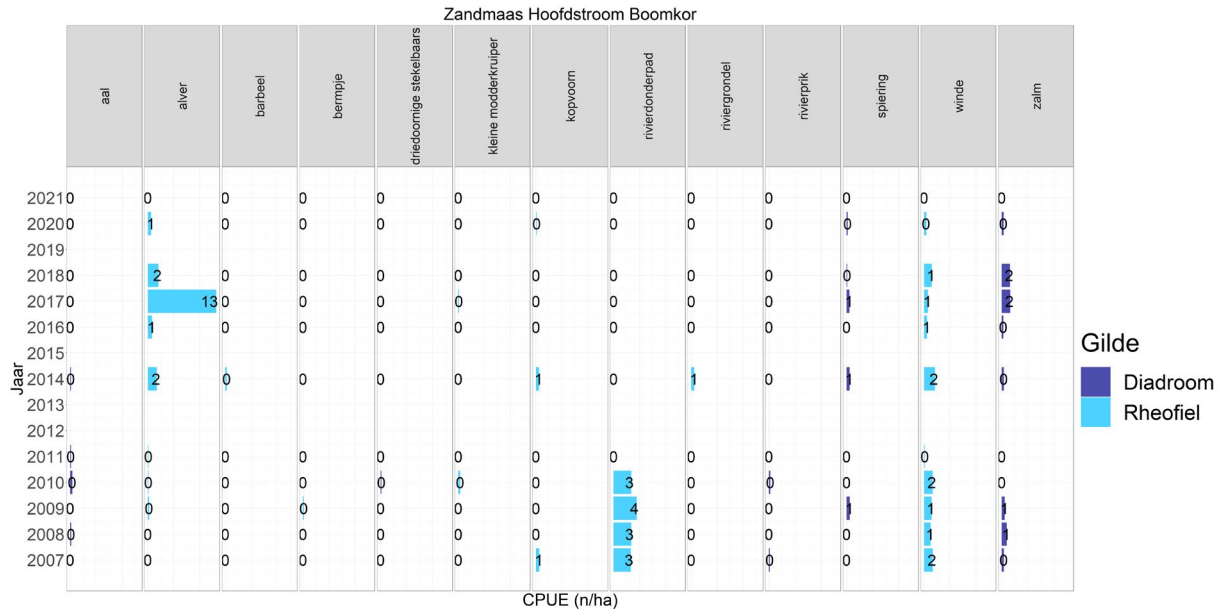 Zandmaas Hoofdstroom Boomkor
aal alver barbeel bermpje driedoornige stekelbaars kleine modderkruiper kopvoorn rivierdonderpad riviergrondel rivierprik spiering winde zalm
2021 0 0 0 0 0 0 0 0 0 0 0 0 0
2020 0 1 0 0 0 0 0 0 0 0 0 0 0
2019
2018 0 2 0 0 0 0 0 0 0 0 0 1 2
2017 0 13 0 0 0 0 0 0 0 0 1 1 2
2016 0 1 0 0 0 0 0 0 0 0 0 1 0
2015
2014 0 2 0 0 0 0 1 0 1 0 1 2 0
2013
2012
2011 0 0 0 0 0 0 0 0 0 0 0 0 0
2010 0 0 0 0 0 0 0 3 0 0 0 2 0
2009 0 0 0 0 0 0 0 4 0 0 1 1 1
2008 0 0 0 0 0 0 0 3 0 0 0 1 1
2007 0 0 0 0 0 0 1 3 0 0 0 2 0
Jaar
CPUE (n/ha)
Gilde
Diadroom
Rheofiel